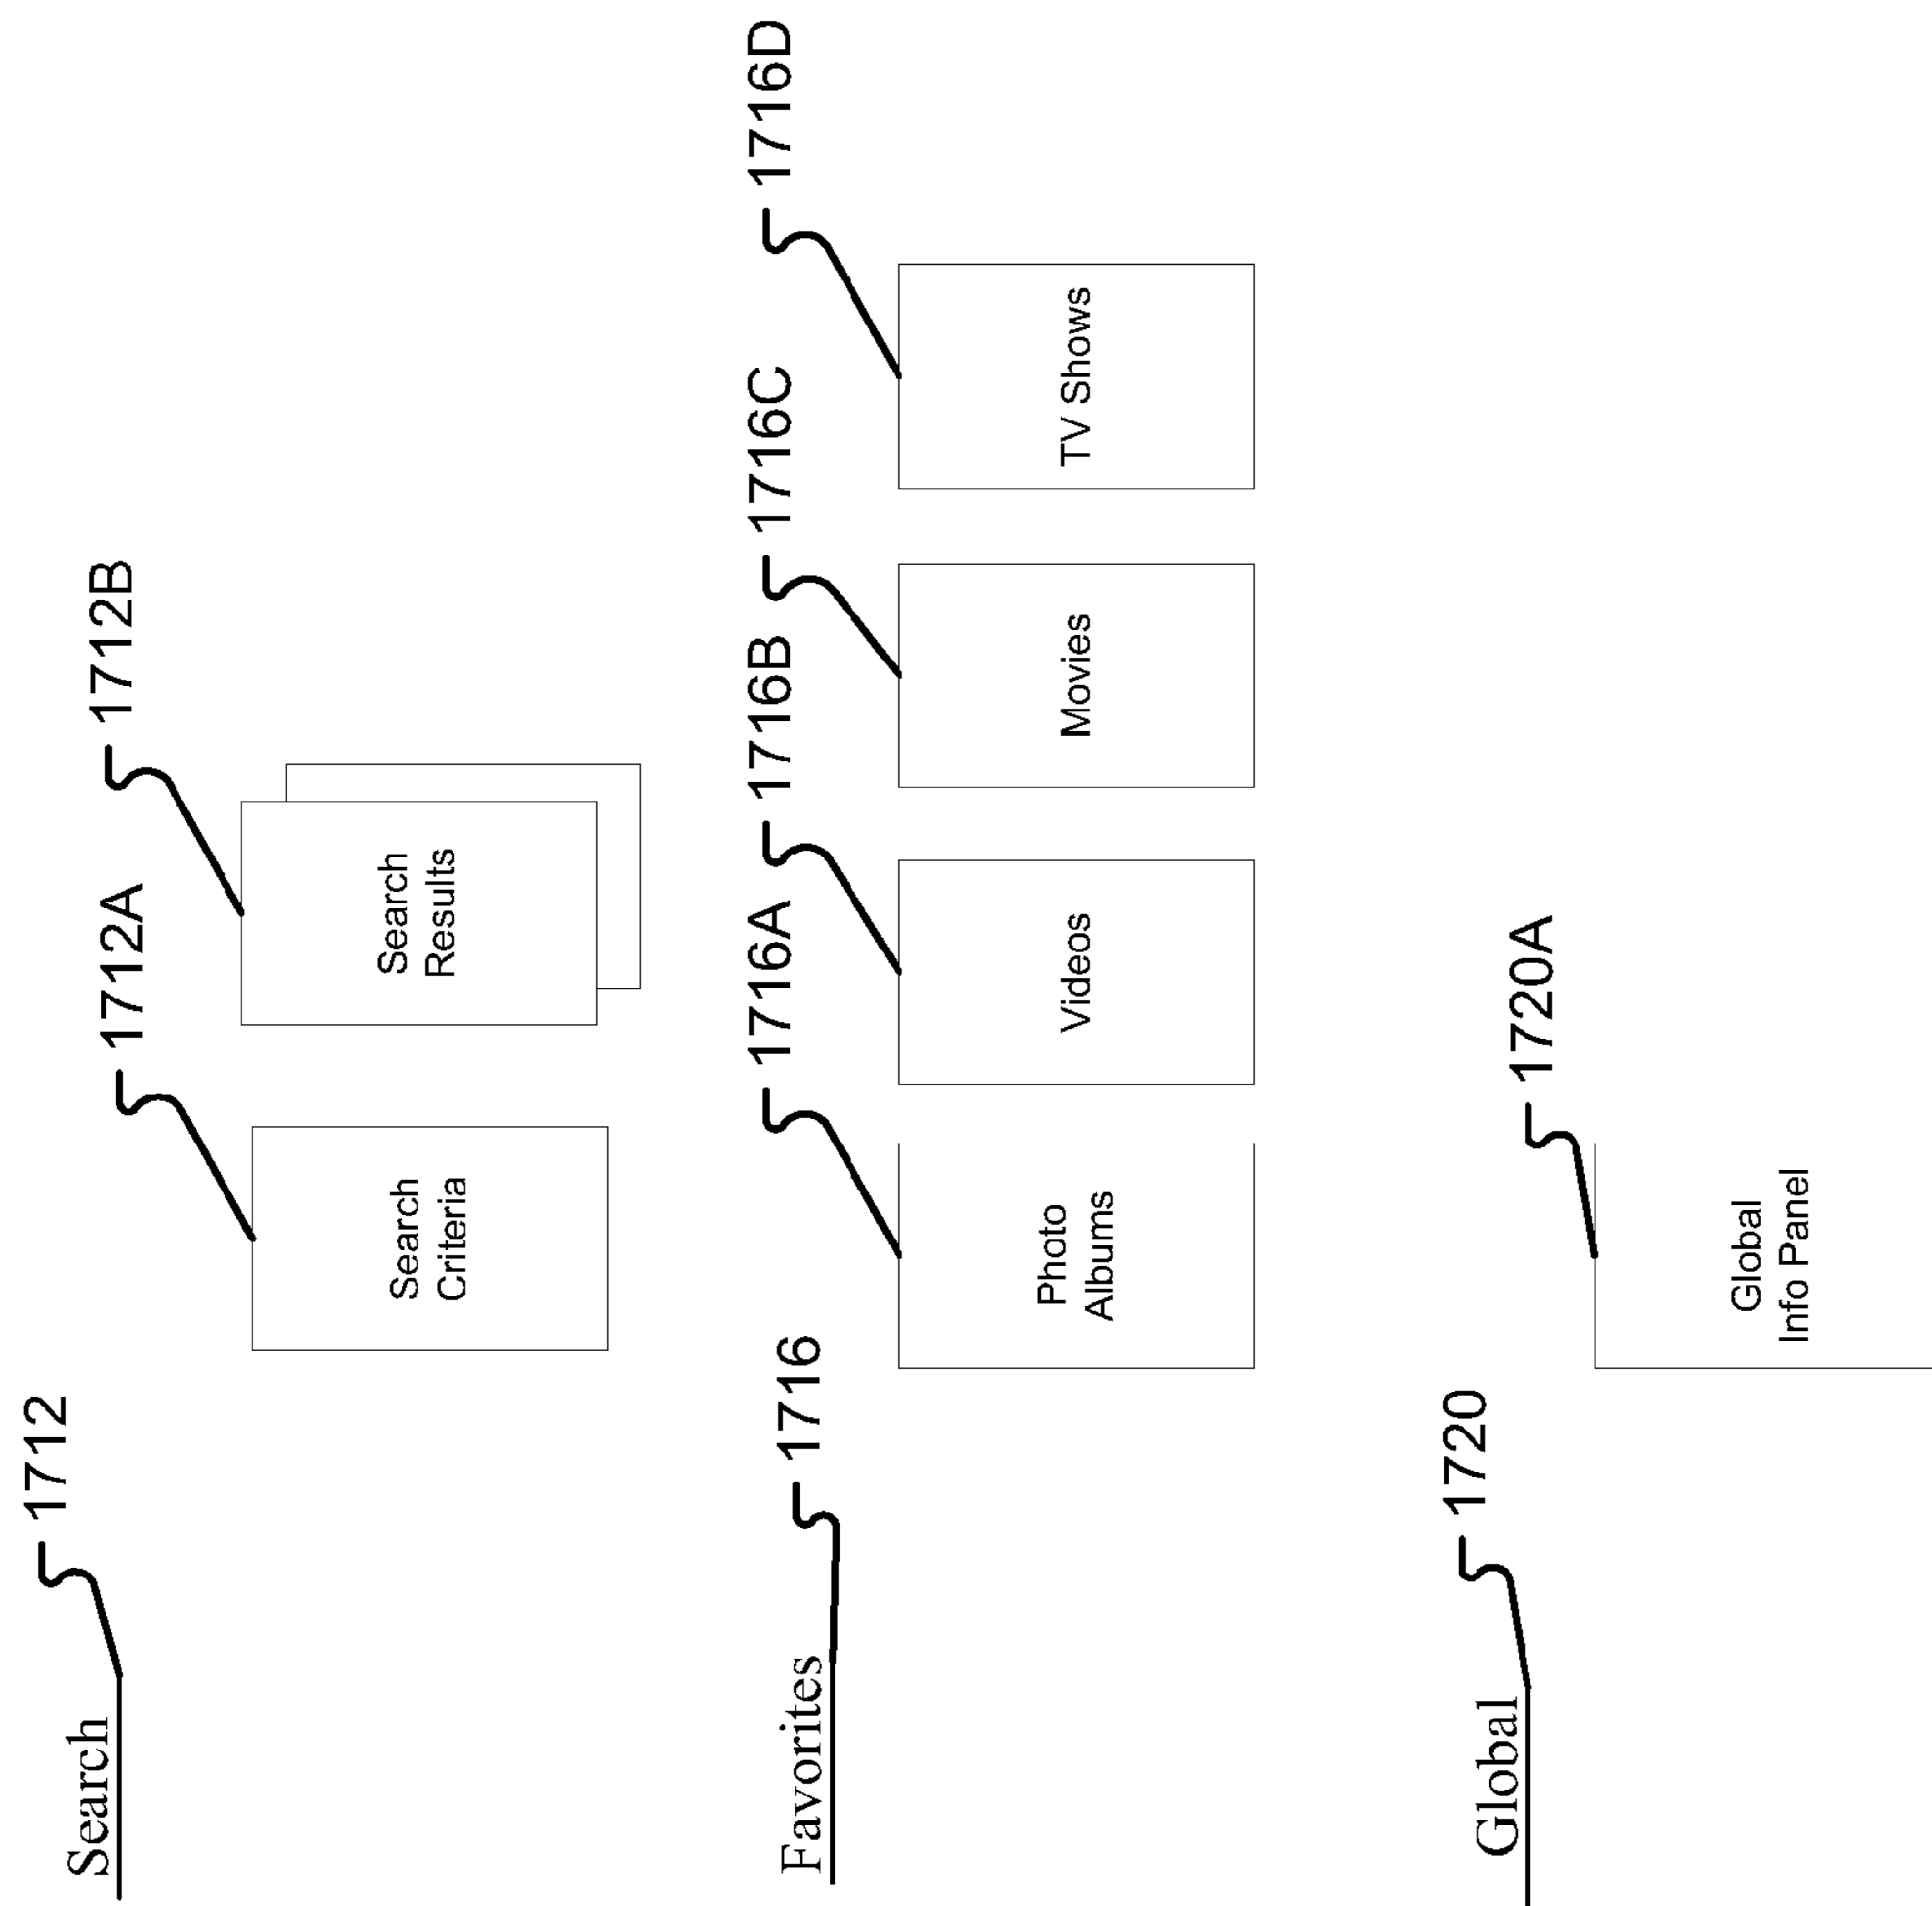 Search
1712
1712A
Search
Criteria
1712B
Search
Results
Favorites
1716
1716A
Photo
Albums
1716B
Videos
1716C
Movies
1716D
TV Shows
Global
1720
1720A
Global
Info Panel